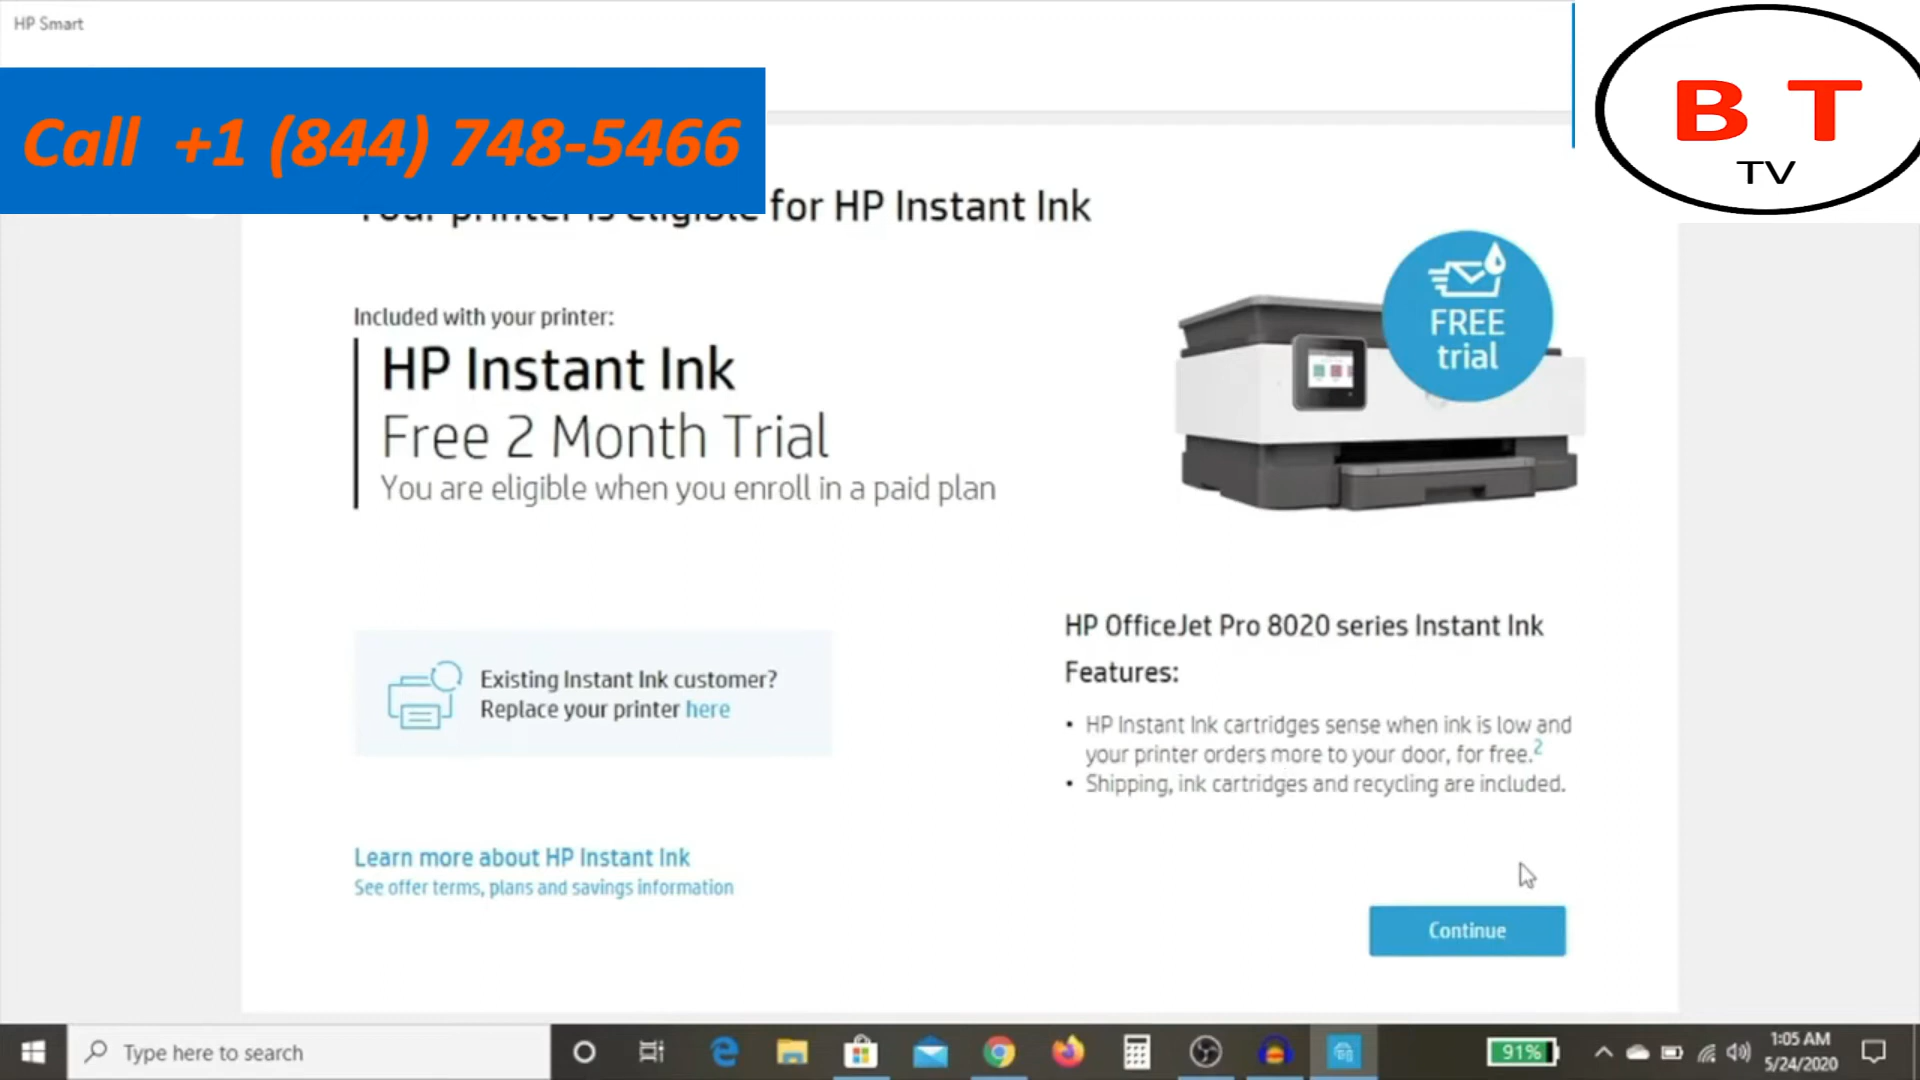 HP Smart
Call +1 (844) 748-5466
B T
TV
Your printer is eligible for HP Instant Ink
FREE
trial
Included with your printer:
HP Instant Ink
Free 2 Month Trial
You are eligible when you enroll in a paid plan
HP OfficeJet Pro 8020 series Instant Ink
Features:
Existing Instant Ink customer?
Replace your printer here
• HP Instant Ink cartridges sense when ink is low and
your printer orders more to your door, for free.2
• Shipping, ink cartridges and recycling are included.
Learn more about HP Instant Ink
See offer terms, plans and savings information
Continue
Type here to search
91%
1:05 AM
5/24/2020